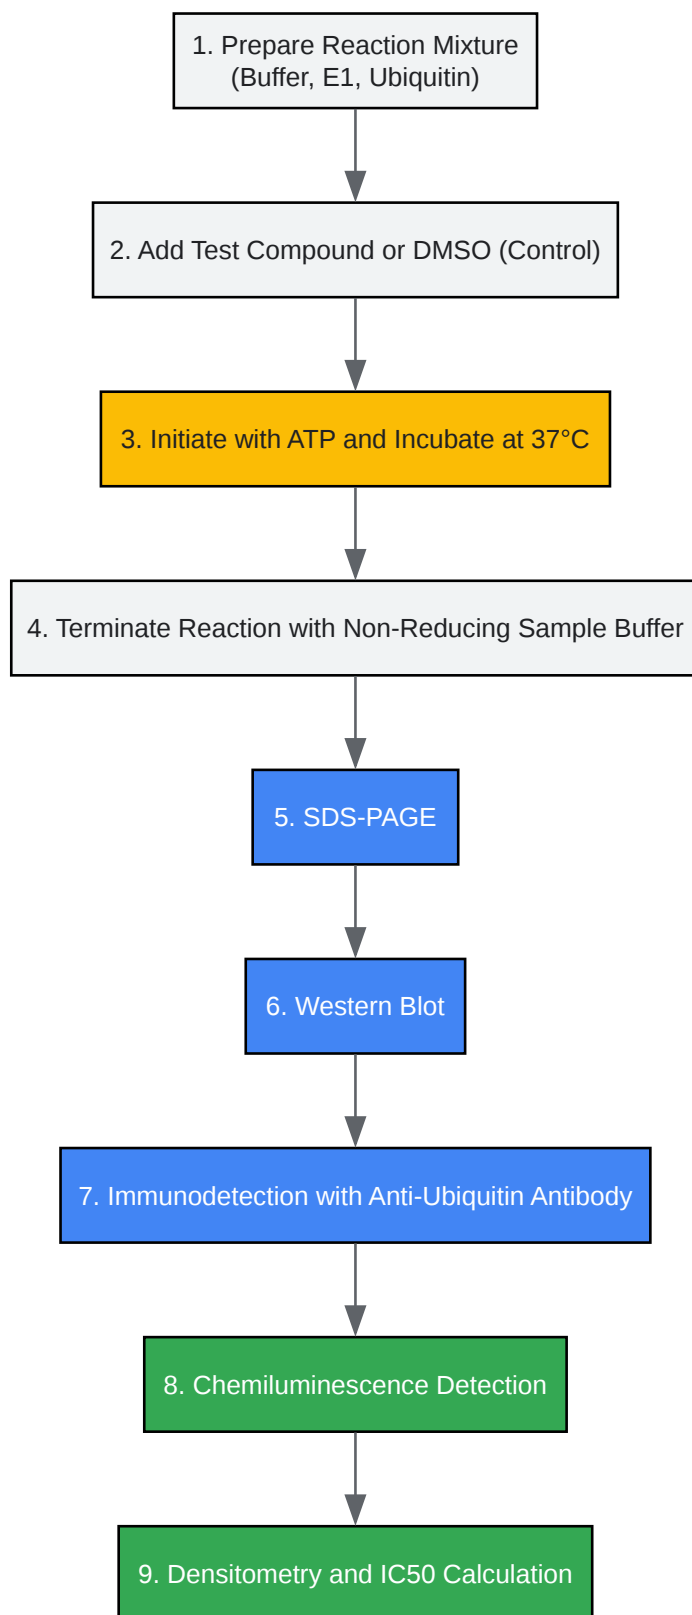 1. Prepare Reaction Mixture
(Buffer, E1, Ubiquitin)
2. Add Test Compound or DMSO (Control)
3. Initiate with ATP and Incubate at 37°C
4. Terminate Reaction with Non-Reducing Sample Buffer
5. SDS-PAGE
6. Western Blot
7. Immunodetection with Anti-Ubiquitin Antibody
8. Chemiluminescence Detection
9. Densitometry and IC50 Calculation